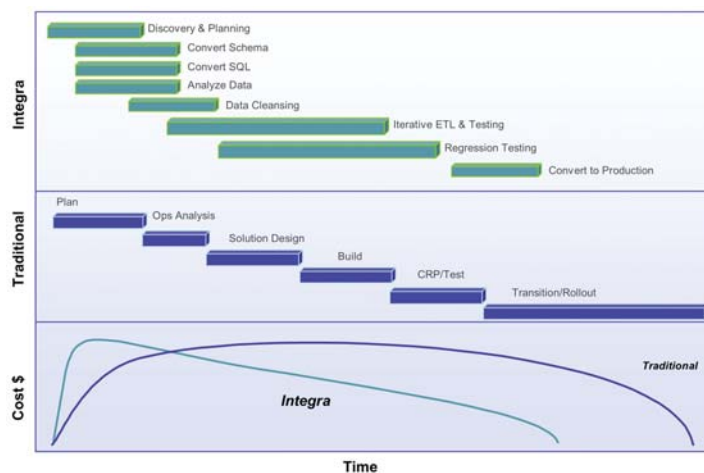 Integra
Discovery & Planning
Convert Schema
Convert SQL
Analyze Data
Data Cleansing
Iterative ETL & Testing
Regression Testing
Convert to Production
Traditional
Plan
Ops Analysis
Solution Design
Build
CRP/Test
Transition/Rollout
Cost $
Traditional
Integra
Time